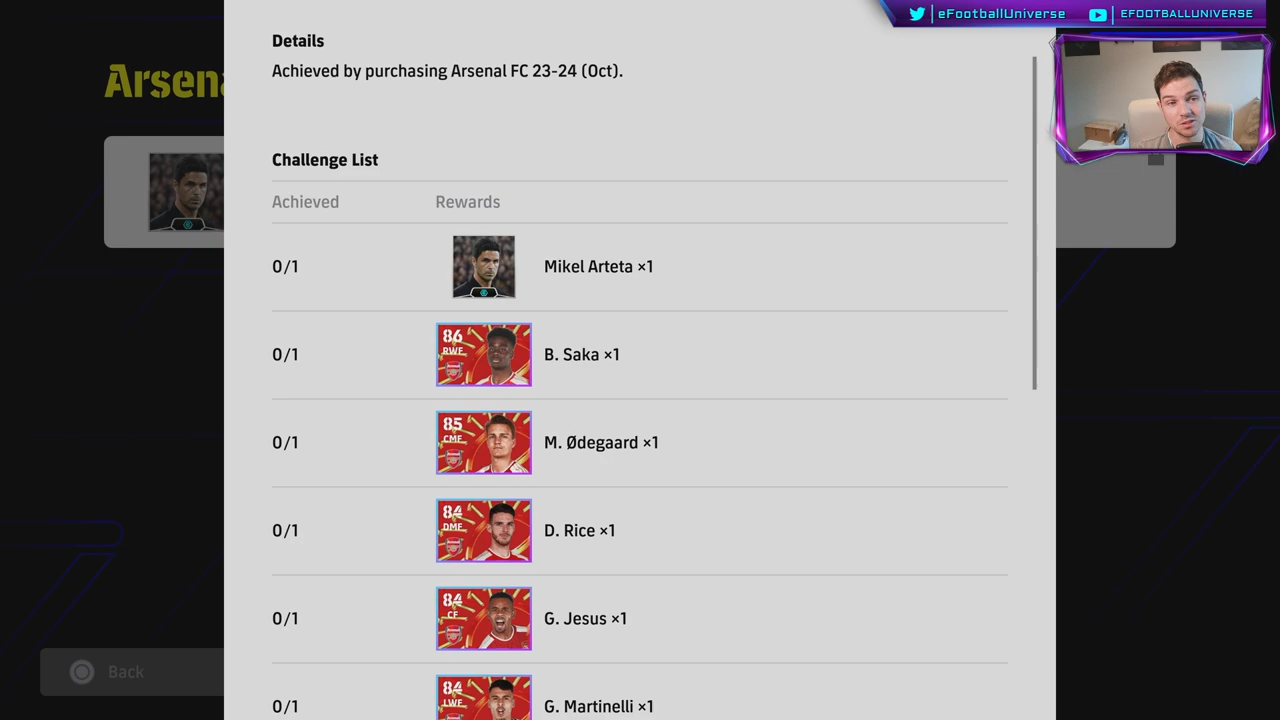 eFootballUniverse
EFOOTBALLUNIVERSE
Details
Achieved by purchasing Arsenal FC 23-24 (Oct).
Challenge List
Achieved
Rewards
0/1
Mikel Arteta ×1
0/1
86
RWF
B. Saka ×1
0/1
85
CMF
M. Ødegaard ×1
0/1
84
DMF
D. Rice ×1
0/1
84
CF
G. Jesus ×1
0/1
84
LWF
G. Martinelli ×1
Back